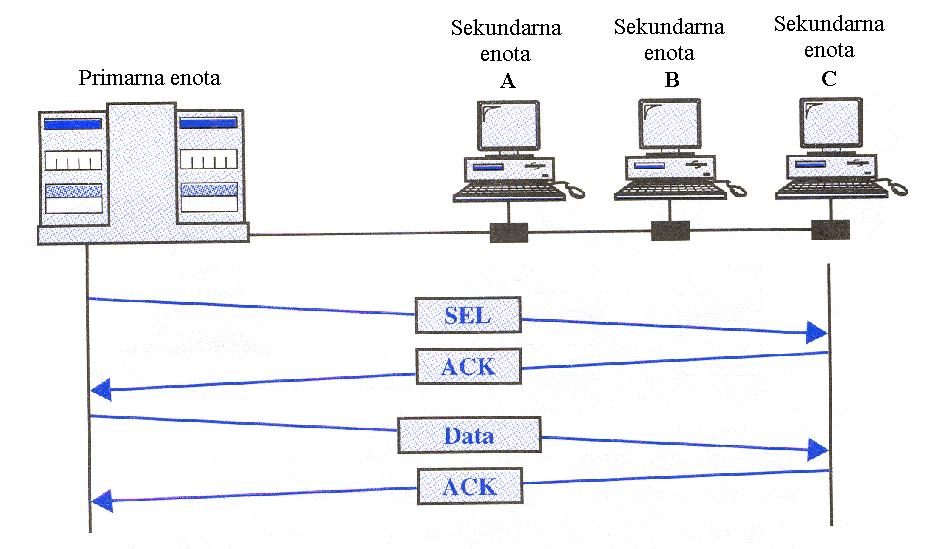 Primarna enota
Sekundarna
enota
A
Sekundarna
enota
B
Sekundarna
enota
C
SEL
ACK
Data
ACK